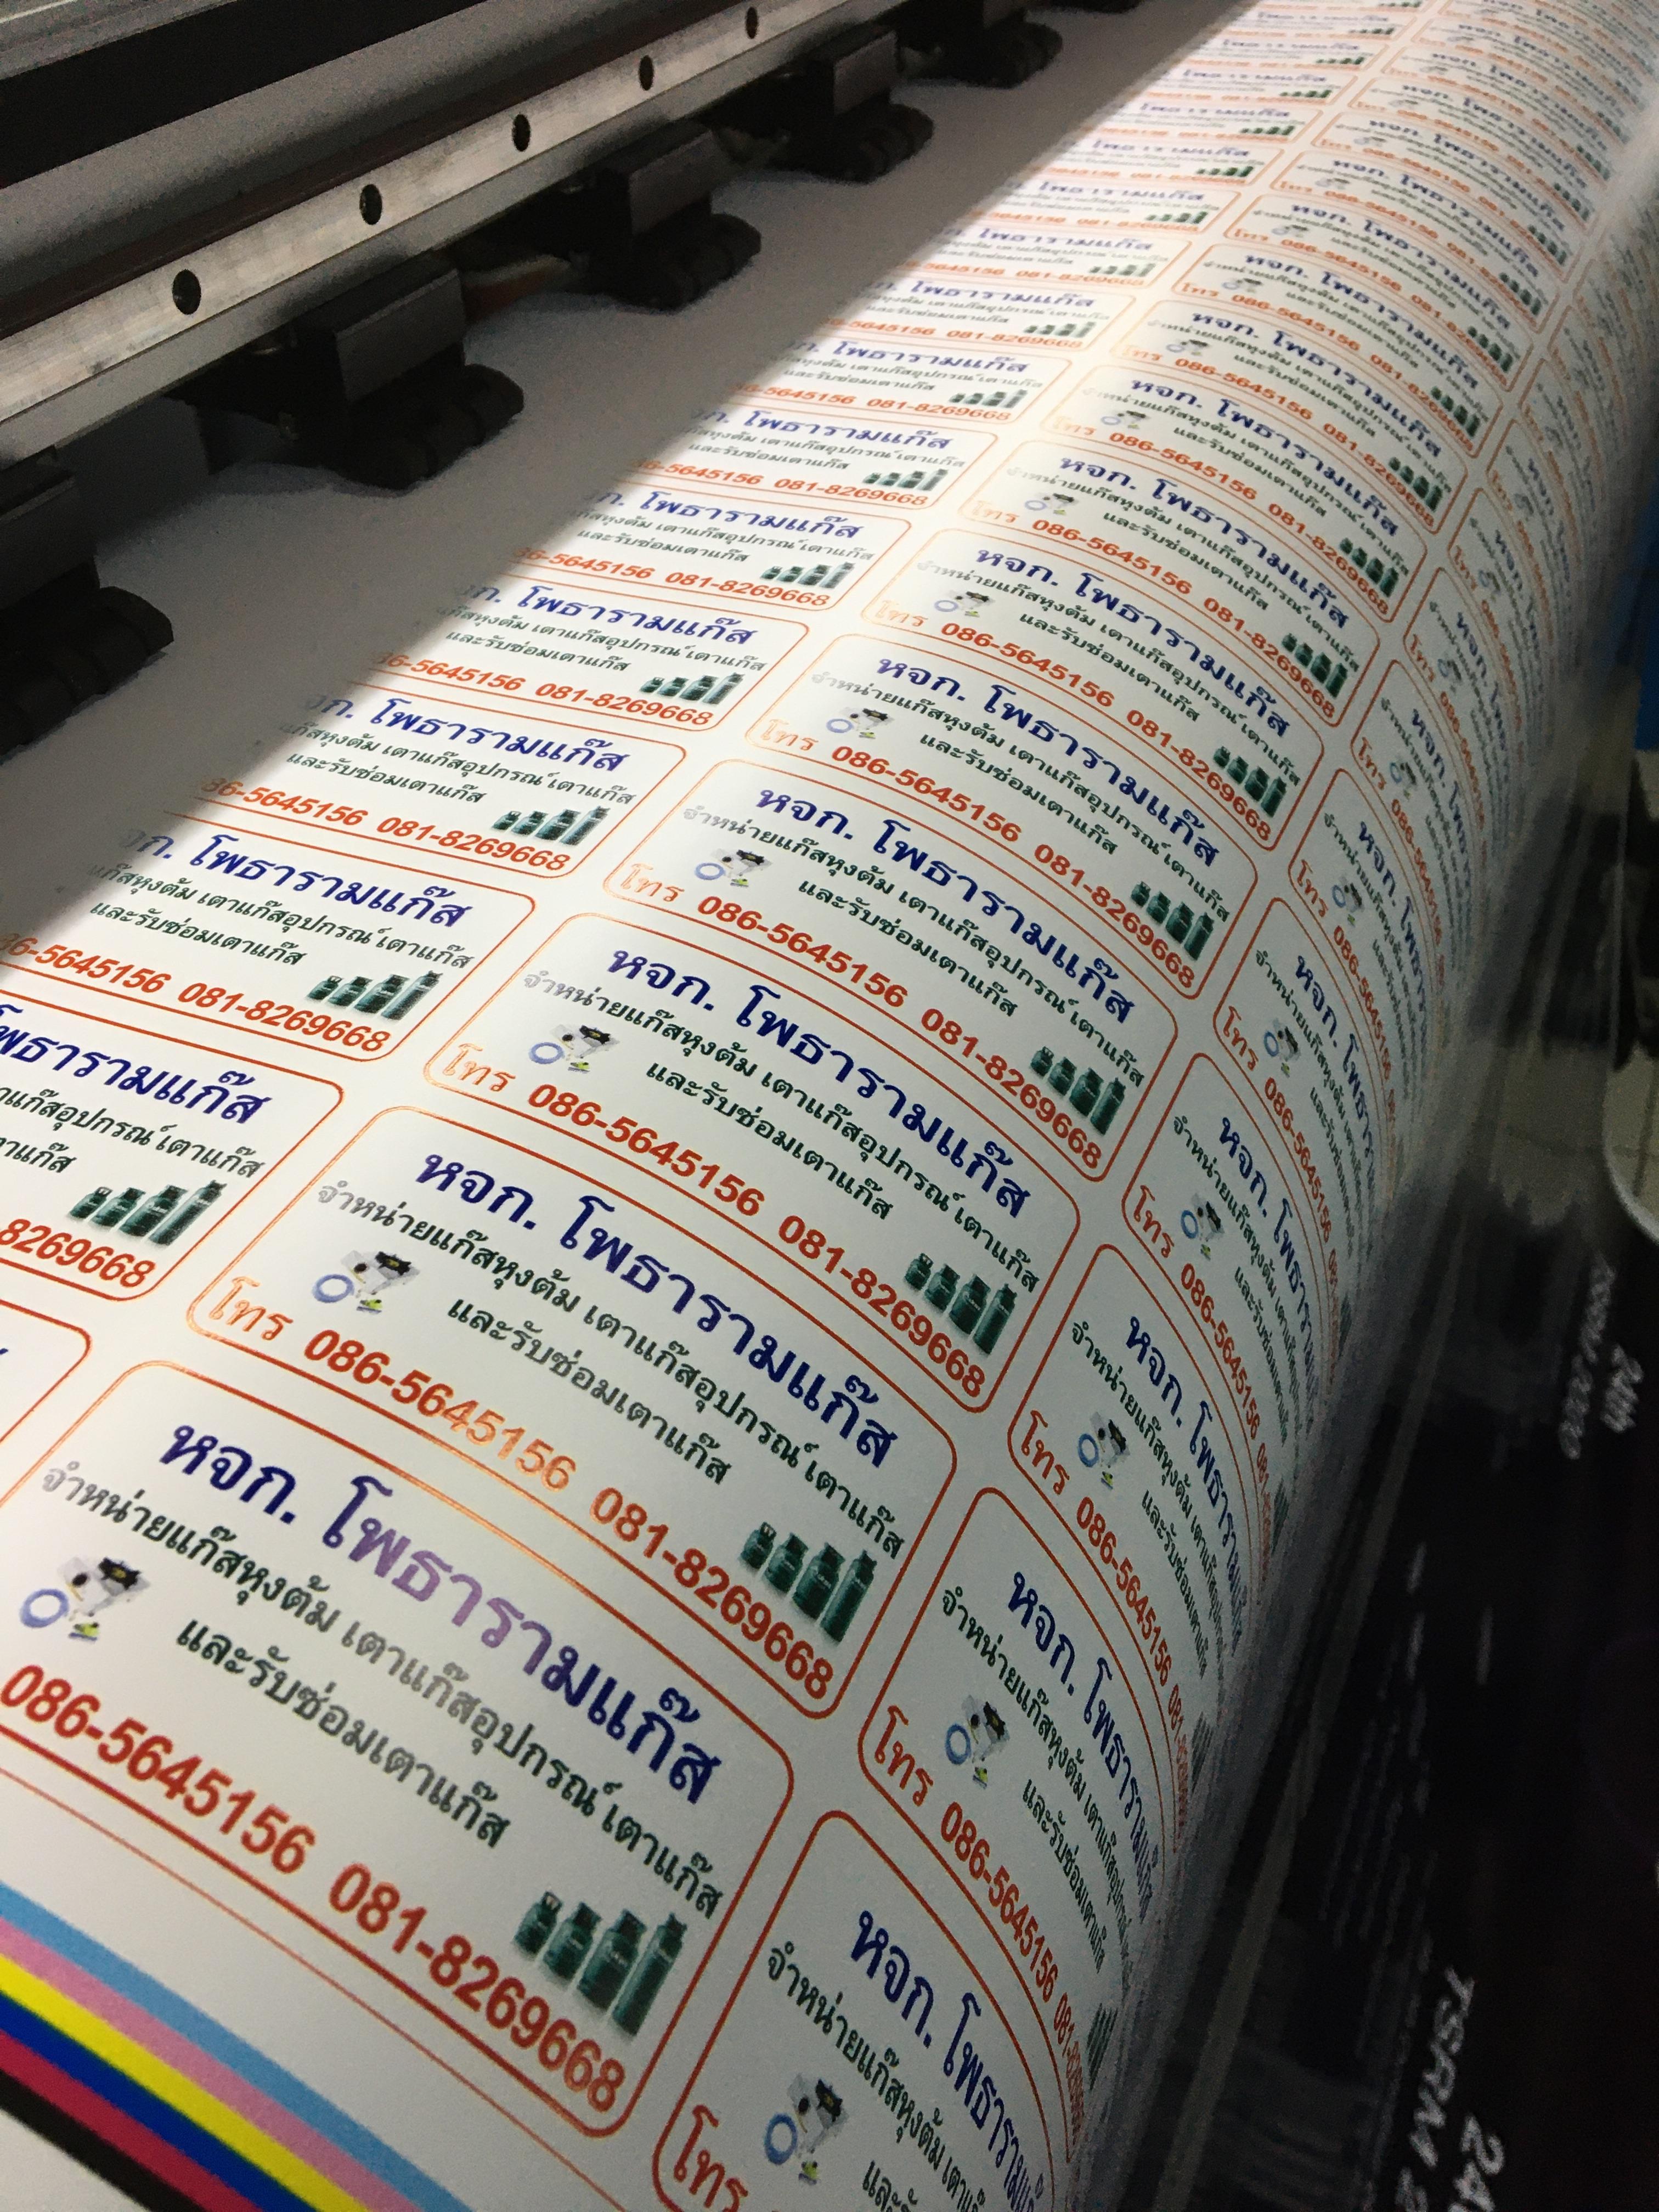 หจก. โพธารามแก๊ส
จำหน่ายแก๊สหุงต้ม เตาแก๊สอุปกรณ์เตาแก๊ส
และรับซ่อมเตาแก๊ส
โทร 086-5645156 081-8269668